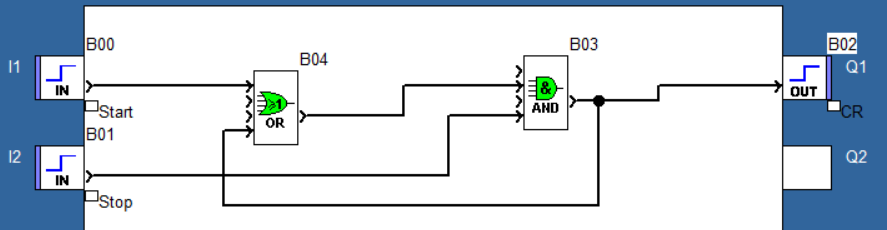 B00
I1
IN
Start
B01
I2
IN
Stop
B04
≥1
OR
B03
&
AND
B02
Q1
OUT
CR
Q2